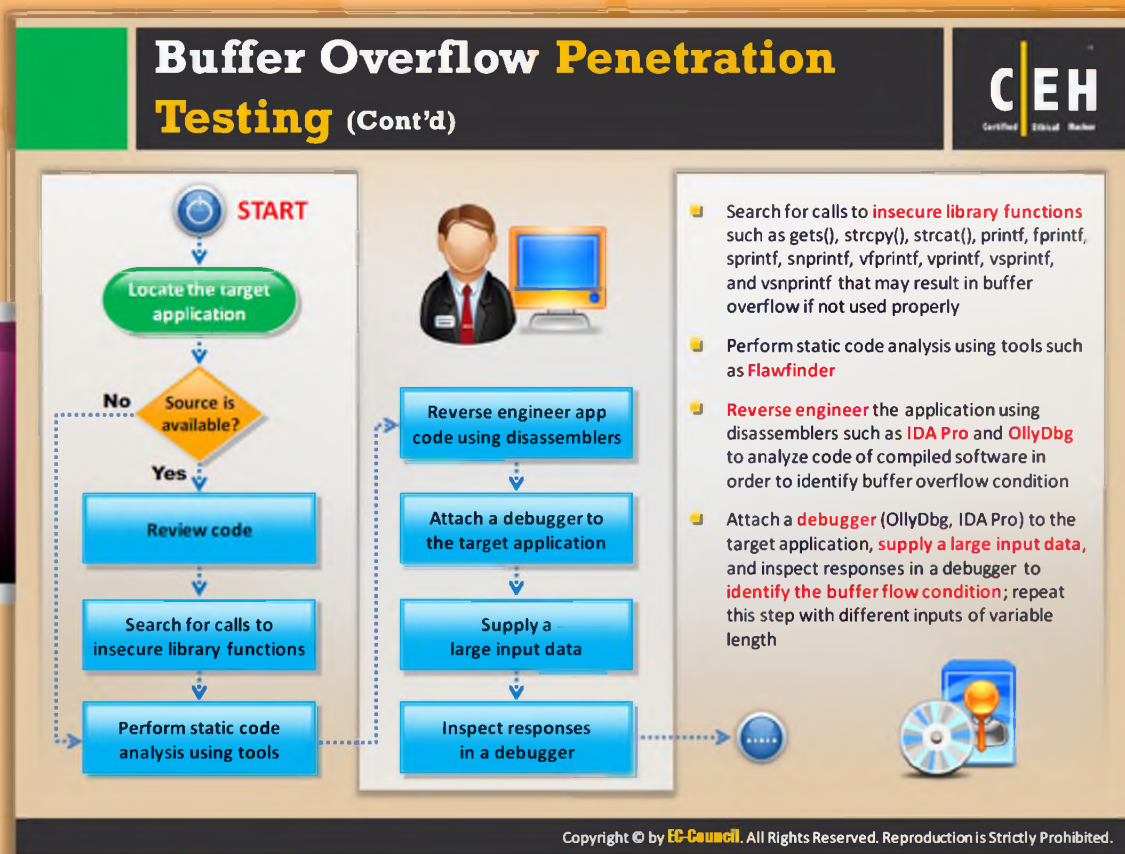 Buffer Overflow Penetration
Testing (Cont'd)
CEH
Certified Ethical Hacker
START
Locate the target
application
No
Source is
available?
Yes
Review code
Search for calls to
insecure library functions
Perform static code
analysis using tools
Reverse engineer app
code using disassemblers
Attach a debugger to
the target application
Supply a
large input data
Inspect responses
in a debugger
Search for calls to insecure library functions
such as gets(), strcpy(), strcat(), printf, fprintf,
sprintf, snprintf, vfprintf, vprintf, vsprintf,
and vsnprintf that may result in buffer
overflow if not used properly
Perform static code analysis using tools such
as Flawfinder
Reverse engineer the application using
disassemblers such as IDA Pro and OllyDbg
to analyze code of compiled software in
order to identify buffer overflow condition
Attach a debugger (OllyDbg, IDA Pro) to the
target application, supply a large input data,
and inspect responses in a debugger to
identify the buffer flow condition; repeat
this step with different inputs of variable
length
Copyright © by EC-Council. All Rights Reserved. Reproduction is Strictly Prohibited.